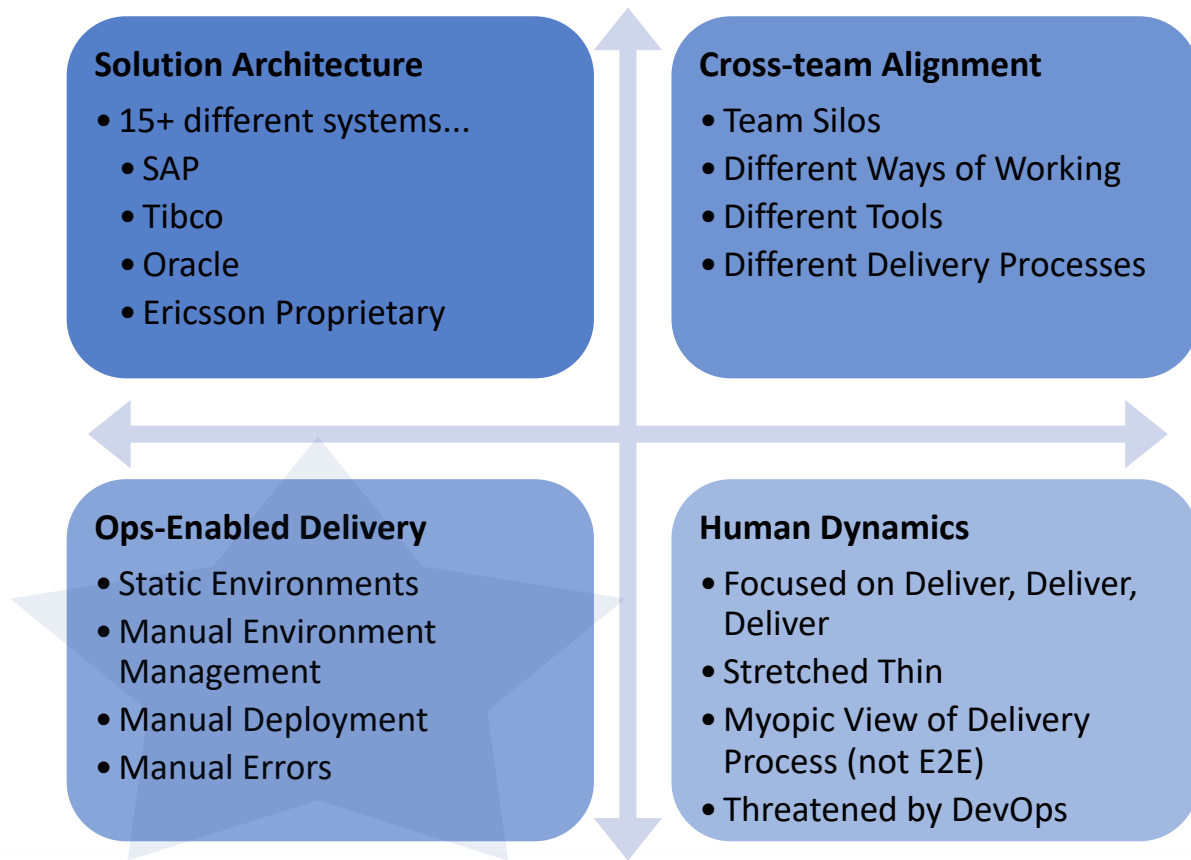 Solution Architecture
• 15+ different systems...
• SAP
• Tibco
• Oracle
• Ericsson Proprietary
Cross-team Alignment
• Team Silos
• Different Ways of Working
• Different Tools
• Different Delivery Processes
Ops-Enabled Delivery
• Static Environments
• Manual Environment
Management
• Manual Deployment
• Manual Errors
Human Dynamics
• Focused on Deliver, Deliver,
Deliver
• Stretched Thin
• Myopic View of Delivery
Process (not E2E)
• Threatened by DevOps